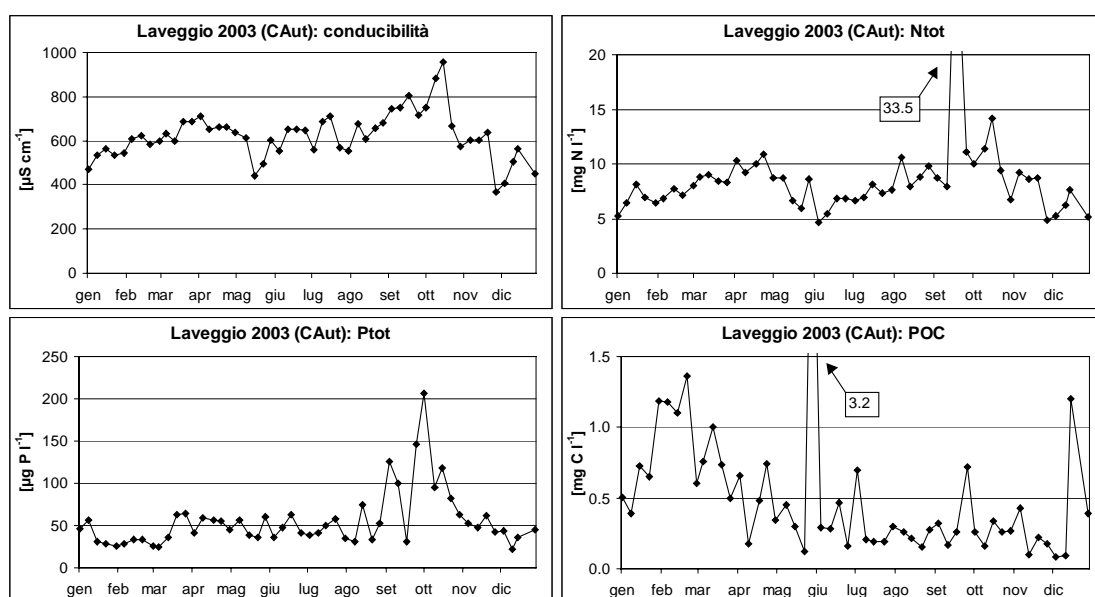 Laveggio 2003 (CAut): conducibilità
[µS cm-1]
1000
800
600
400
200
0
gen feb mar apr mag giu lug ago set ott nov dic
Laveggio 2003 (CAut): Ntot
[mg N l-1]
20
15
10
5
0
33.5
gen feb mar apr mag giu lug ago set ott nov dic
Laveggio 2003 (CAut): Ptot
[µg P l-1]
250
200
150
100
50
0
gen feb mar apr mag giu lug ago set ott nov dic
Laveggio 2003 (CAut): POC
[mg C l-1]
1.5
1.0
0.5
0.0
3.2
gen feb mar apr mag giu lug ago set ott nov dic